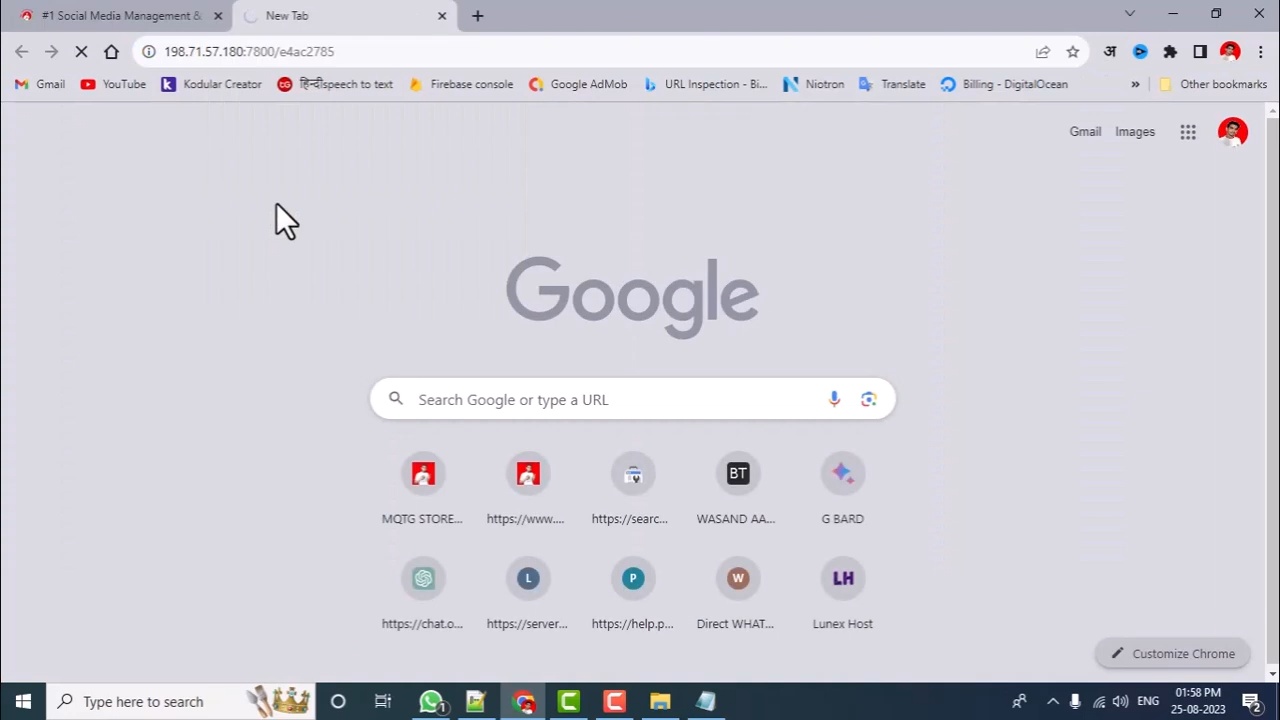 #1 Social Media Management &
New Tab
198.71.57.180:7800/e4ac2785
अ
Gmail
YouTube
Kodular Creator
हिन्दीspeech to text
Firebase console
Google AdMob
URL Inspection - Bi...
Niotron
Translate
Billing - DigitalOcean
»
Other bookmarks
Gmail
Images
Google
Search Google or type a URL
BT
MQTG STORE...
https://www....
https://searc...
WASAND AA...
G BARD
L
P
W
LH
https://chat.o...
https://server...
https://help.p...
Direct WHAT...
Lunex Host
Customize Chrome
Type here to search
1
ENG
01:58 PM
25-08-2023
2